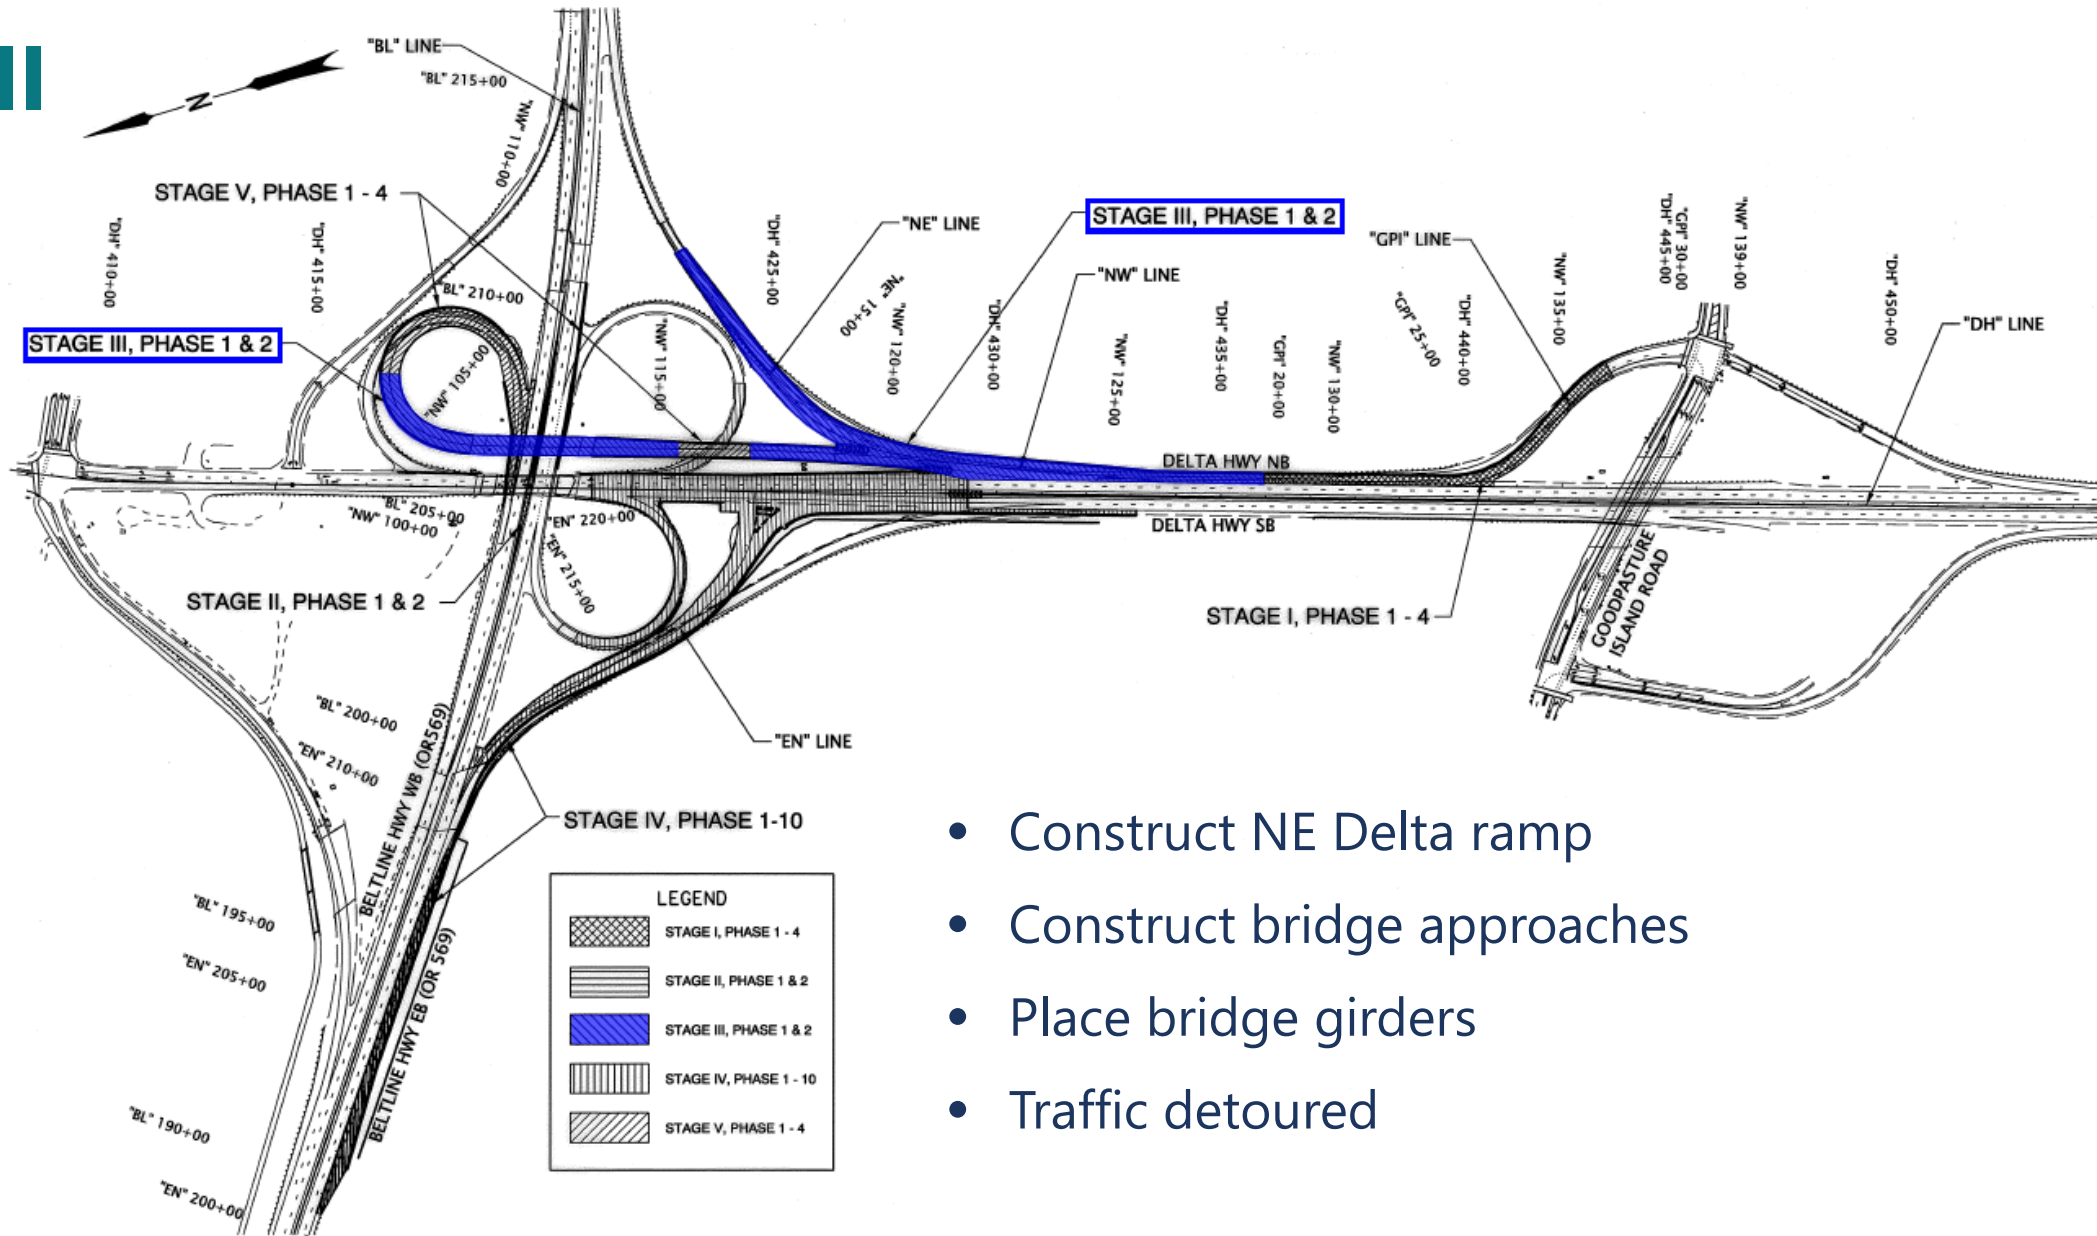 II
"BL" LINE
"BL" 215+00
N
"NW" 110+00
STAGE V, PHASE 1 - 4
STAGE III, PHASE 1 & 2
"NE" LINE
"GPI" LINE
"NW" LINE
"DH" LINE
"DH" 410+00
"DH" 415+00
"BL" 210+00
"DH" 425+00
"NE" 15+00
"NW" 120+00
"DH" 430+00
"NW" 125+00
"DH" 435+00
"GPI" 20+00
"NW" 130+00
"GPI" 25+00
"DH" 440+00
"NW" 135+00
"DH" 445+00
"GPI" 30+00
"NW" 139+00
"DH" 450+00
STAGE III, PHASE 1 & 2
"NW" 105+00
"NW" 115+00
DELTA HWY NB
DELTA HWY SB
"BL" 205+00
"NW" 100+00
"EN" 220+00
"EN" 215+00
STAGE II, PHASE 1 & 2
STAGE I, PHASE 1 - 4
GOODPASTURE
ISLAND ROAD
"BL" 200+00
"EN" 210+00
"EN" LINE
BELTLINE HWY WB (OR569)
STAGE IV, PHASE 1-10
"BL" 195+00
"EN" 205+00
BELTLINE HWY EB (OR 569)
"BL" 190+00
"EN" 200+00
LEGEND
STAGE I, PHASE 1 - 4
STAGE II, PHASE 1 & 2
STAGE III, PHASE 1 & 2
STAGE IV, PHASE 1 - 10
STAGE V, PHASE 1 - 4
• Construct NE Delta ramp
• Construct bridge approaches
• Place bridge girders
• Traffic detoured